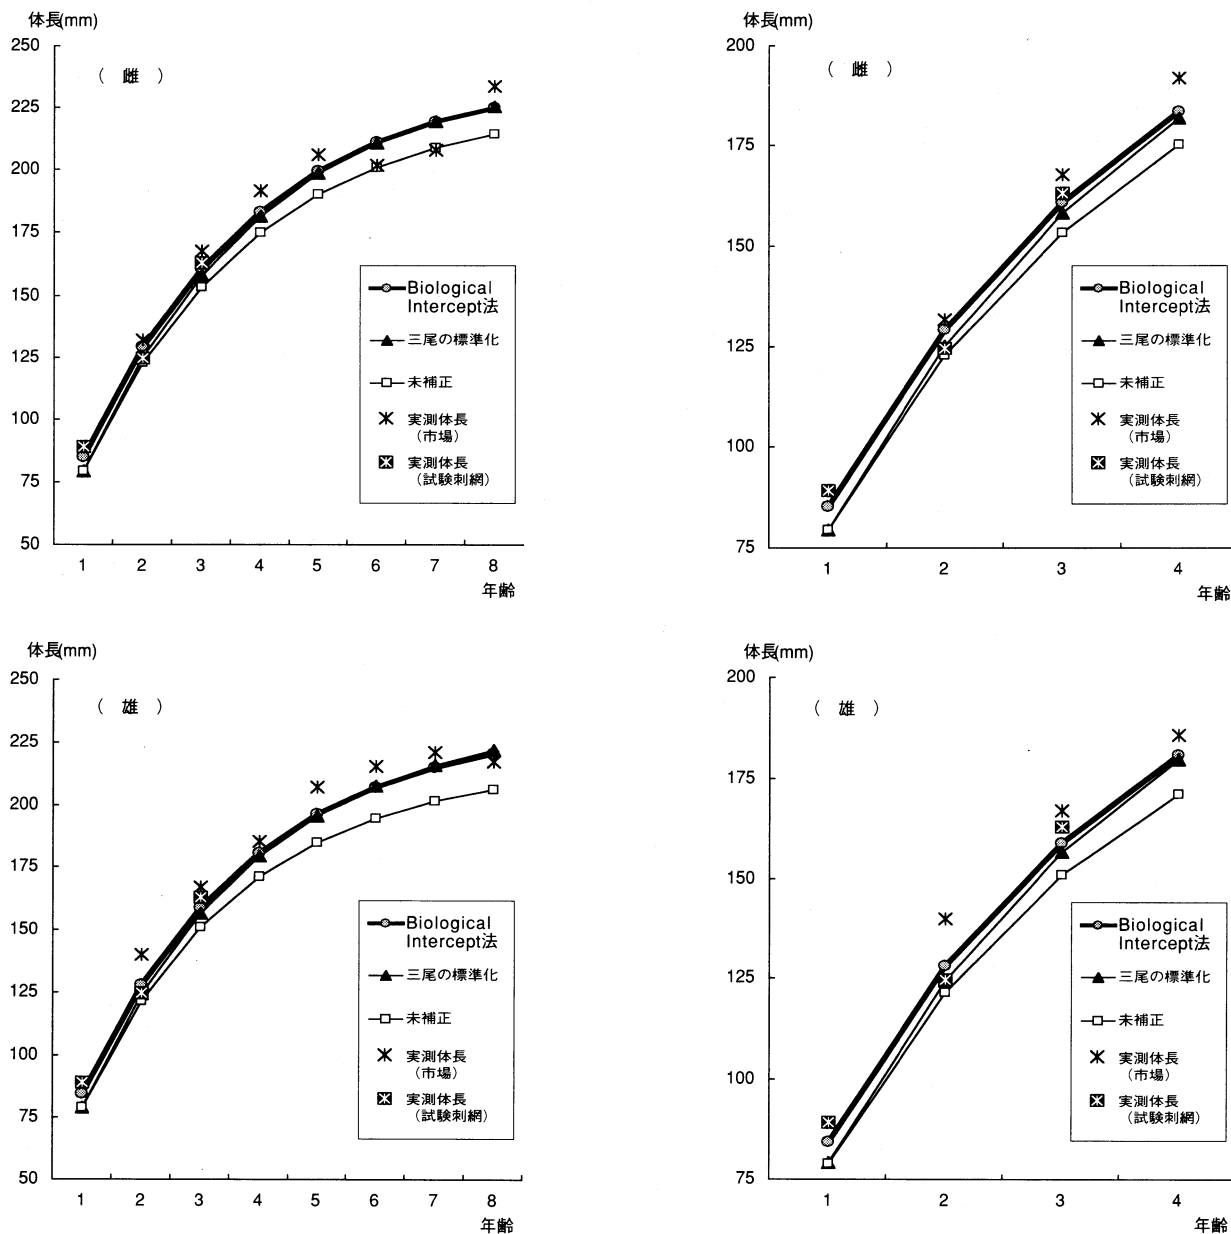 体長(mm)
250
225
200
175
150
125
100
75
50
( 雌 )
Biological
Intercept法
三尾の標準化
未補正
実測体長
(市場)
実測体長
(試験刺網)
1 2 3 4 5 6 7 8
年齢
200
175
150
125
100
75
( 雌 )
Biological
Intercept法
三尾の標準化
未補正
実測体長
(市場)
実測体長
(試験刺網)
1 2 3 4
年齢
体長(mm)
250
225
200
175
150
125
100
75
50
( 雄 )
Biological
Intercept法
三尾の標準化
未補正
実測体長
(市場)
実測体長
(試験刺網)
1 2 3 4 5 6 7 8
年齢
体長(mm)
200
175
150
125
100
75
( 雄 )
Biological
Intercept法
三尾の標準化
未補正
実測体長
(市場)
実測体長
(試験刺網)
1 2 3 4
年齢